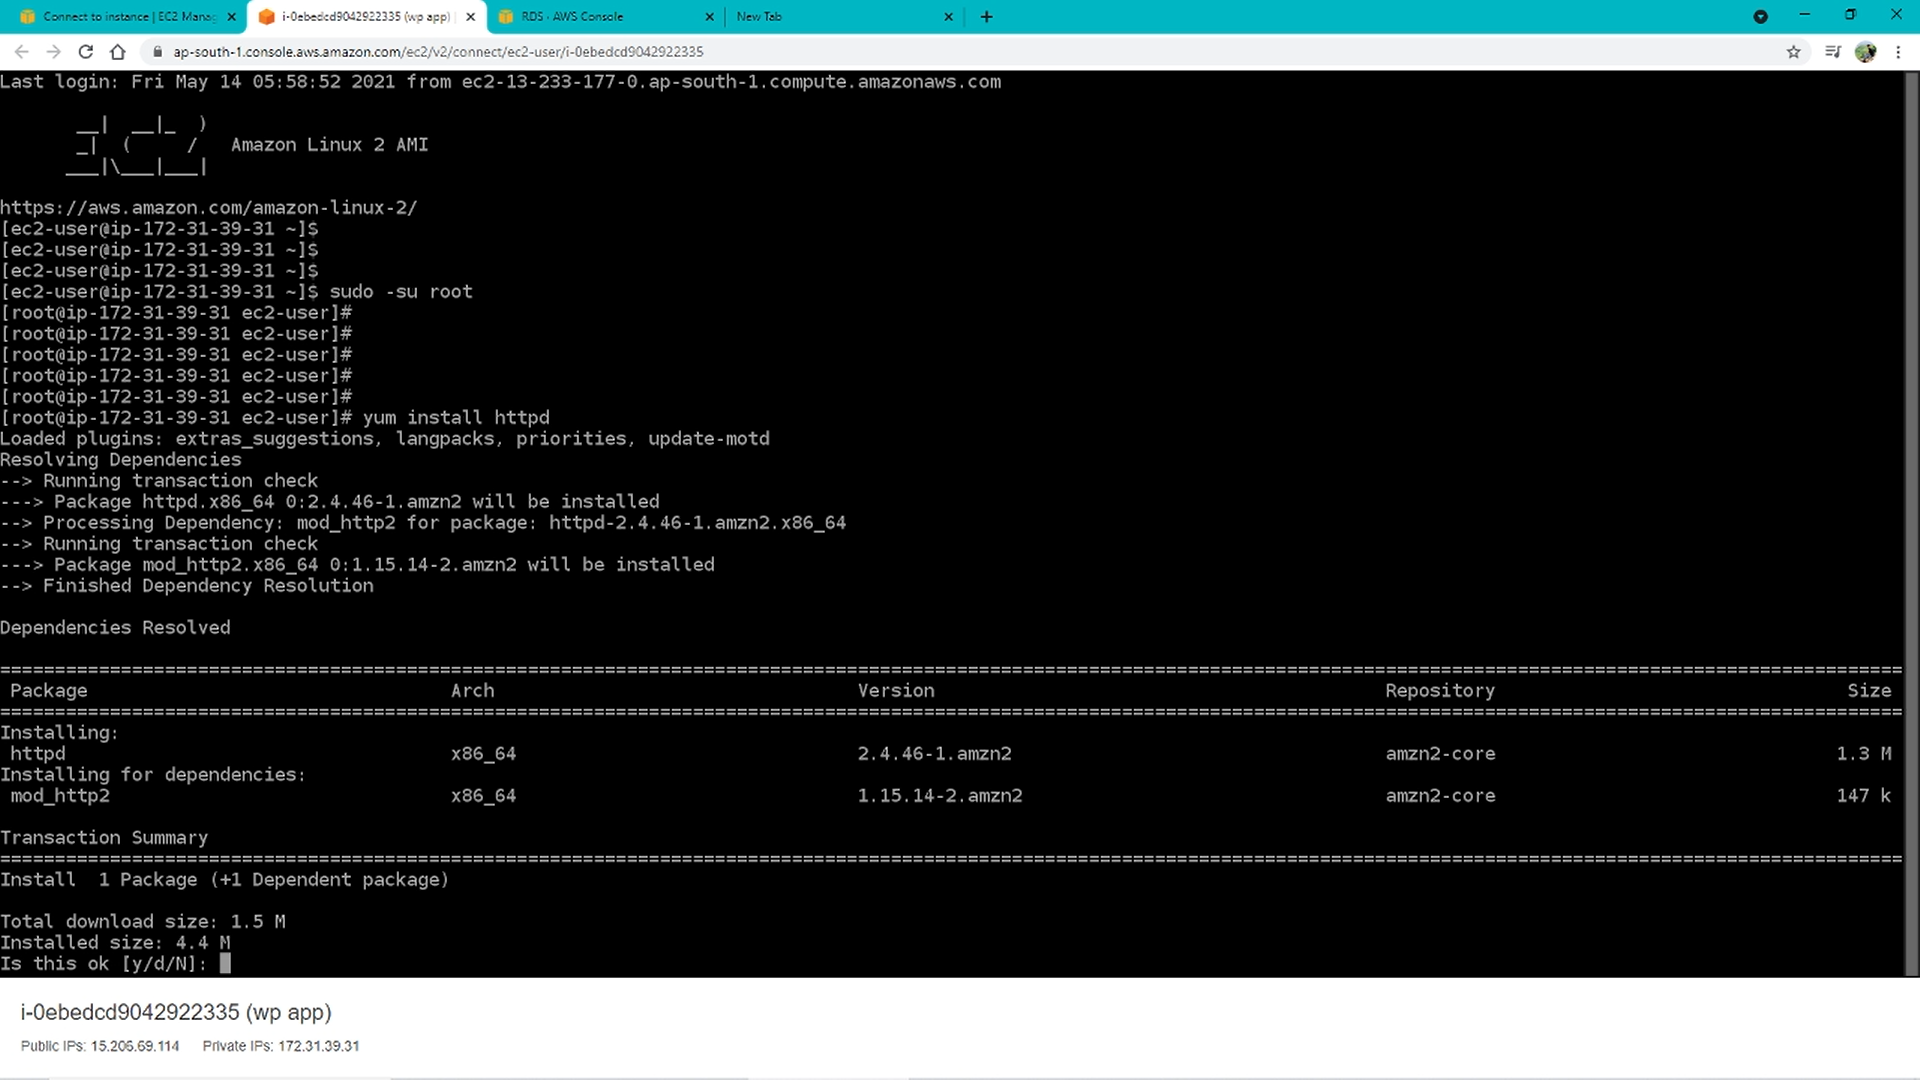 Connect to instance | EC2 Manag
i-0ebedcd9042922335 (wp app)
RDS · AWS Console
New Tab
ap-south-1.console.aws.amazon.com/ec2/v2/connect/ec2-user/i-0ebedcd9042922335
Last login: Fri May 14 05:58:52 2021 from ec2-13-233-177-0.ap-south-1.compute.amazonaws.com
       __|  __|_  )
       _|  (     /   Amazon Linux 2 AMI
      ___|\___|___|
https://aws.amazon.com/amazon-linux-2/
[ec2-user@ip-172-31-39-31 ~]$
[ec2-user@ip-172-31-39-31 ~]$
[ec2-user@ip-172-31-39-31 ~]$
[ec2-user@ip-172-31-39-31 ~]$ sudo -su root
[root@ip-172-31-39-31 ec2-user]#
[root@ip-172-31-39-31 ec2-user]#
[root@ip-172-31-39-31 ec2-user]#
[root@ip-172-31-39-31 ec2-user]#
[root@ip-172-31-39-31 ec2-user]#
[root@ip-172-31-39-31 ec2-user]# yum install httpd
Loaded plugins: extras_suggestions, langpacks, priorities, update-motd
Resolving Dependencies
--> Running transaction check
---> Package httpd.x86_64 0:2.4.46-1.amzn2 will be installed
--> Processing Dependency: mod_http2 for package: httpd-2.4.46-1.amzn2.x86_64
--> Running transaction check
---> Package mod_http2.x86_64 0:1.15.14-2.amzn2 will be installed
--> Finished Dependency Resolution
Dependencies Resolved
Package Arch Version Repository Size
Installing:
httpd x86_64 2.4.46-1.amzn2 amzn2-core 1.3 M
Installing for dependencies:
mod_http2 x86_64 1.15.14-2.amzn2 amzn2-core 147 k
Transaction Summary
Install  1 Package (+1 Dependent package)
Total download size: 1.5 M
Installed size: 4.4 M
Is this ok [y/d/N]:
i-0ebedcd9042922335 (wp app)
Public IPs: 15.206.69.114 Private IPs: 172.31.39.31